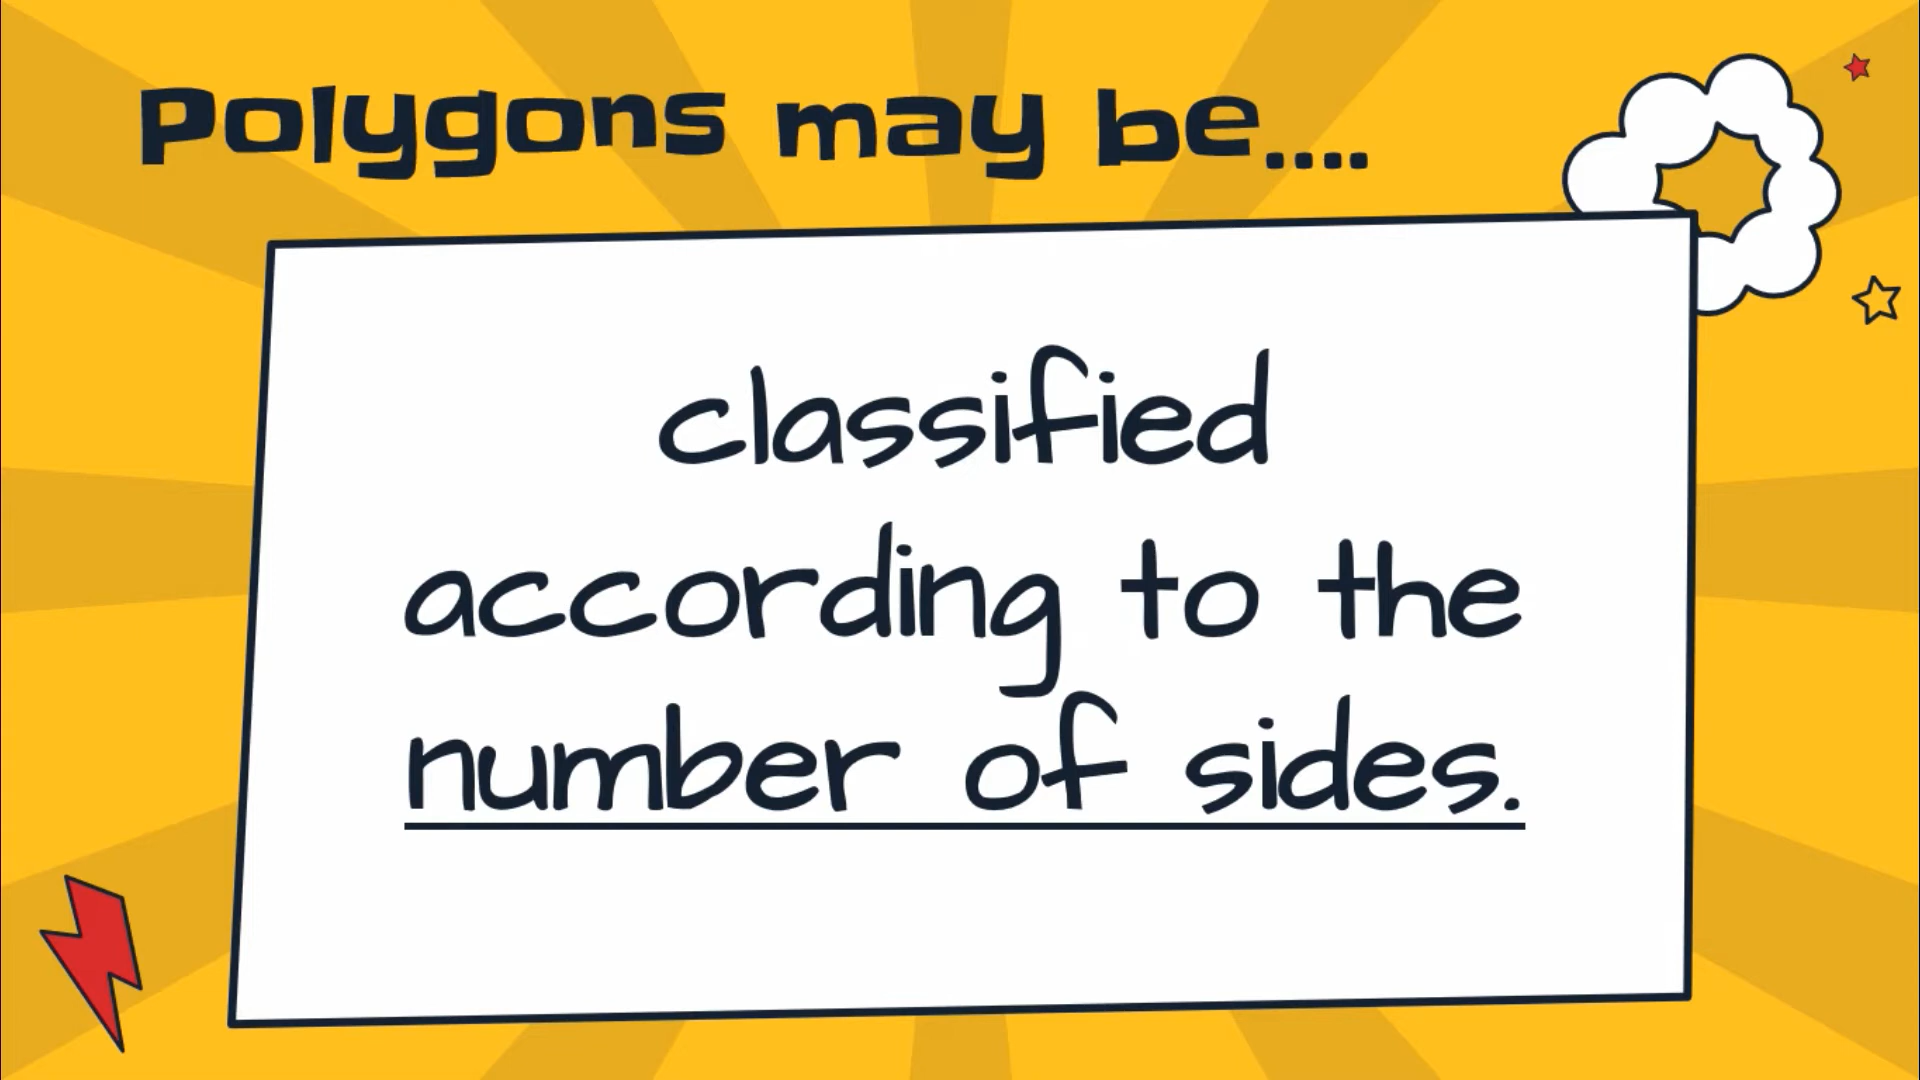 Polygons may be....
classified
according to the
number of sides.